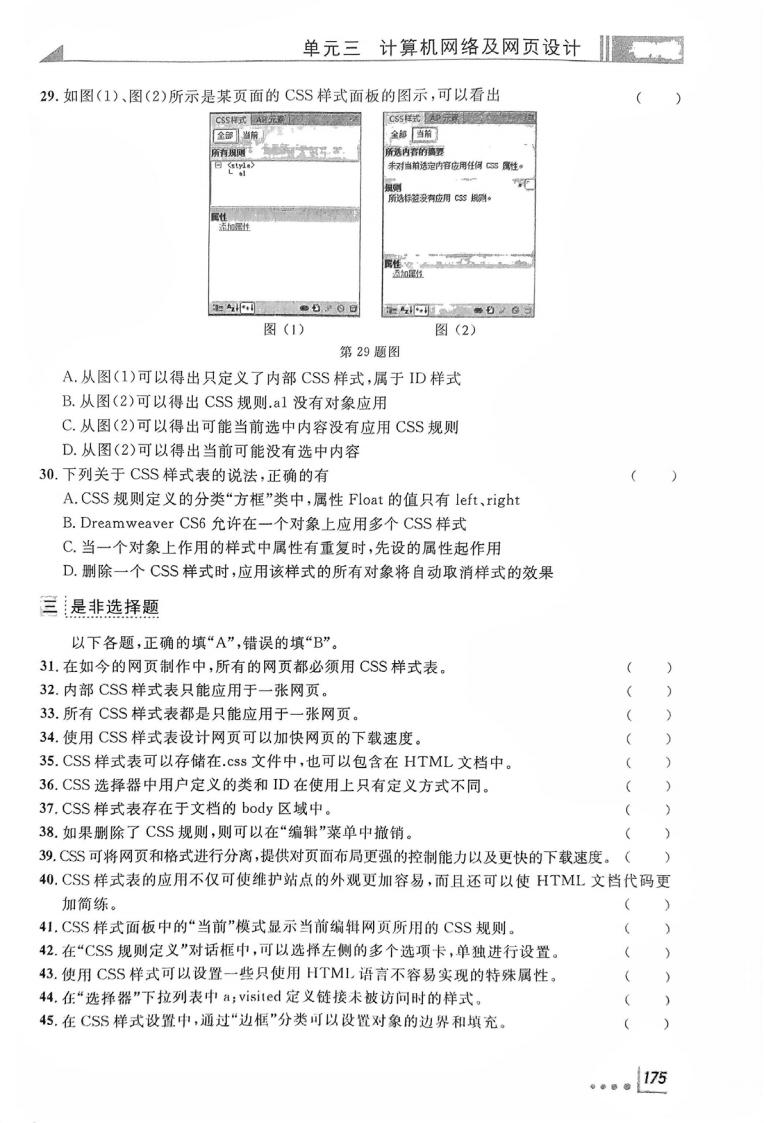 单元三 计算机网络及网页设计
29. 如图(1)、图(2)所示是某页面的 CSS 样式面板的图示,可以看出 ( )
CSS样式 AP 元素
全部 当前
所有规则
<style>
a1
属性
添加属性
图 (1)
CSS样式 AP 元素
全部 当前
所选内容的摘要
未对当前选定内容应用任何 CSS 属性。
规则
所选标签没有应用 CSS 规则。
属性
添加属性
图 (2)
第 29 题图
A. 从图(1)可以得出只定义了内部 CSS 样式,属于 ID 样式
B. 从图(2)可以得出 CSS 规则.a1 没有对象应用
C. 从图(2)可以得出可能当前选中内容没有应用 CSS 规则
D. 从图(2)可以得出当前可能没有选中内容
30. 下列关于 CSS 样式表的说法,正确的有 ( )
A. CSS 规则定义的分类“方框”类中,属性 Float 的值只有 left、right
B. Dreamweaver CS6 允许在一个对象上应用多个 CSS 样式
C. 当一个对象上作用的样式中属性有重复时,先设的属性起作用
D. 删除一个 CSS 样式时,应用该样式的所有对象将自动取消样式的效果
三 是非选择题
以下各题,正确的填“A”,错误的填“B”。
31. 在如今的网页制作中,所有的网页都必须用 CSS 样式表。 ( )
32. 内部 CSS 样式表只能应用于一张网页。 ( )
33. 所有 CSS 样式表都是只能应用于一张网页。 ( )
34. 使用 CSS 样式表设计网页可以加快网页的下载速度。 ( )
35. CSS 样式表可以存储在.css 文件中,也可以包含在 HTML 文档中。 ( )
36. CSS 选择器中用户定义的类和 ID 在使用上只有定义方式不同。 ( )
37. CSS 样式表存在于文档的 body 区域中。 ( )
38. 如果删除了 CSS 规则,则可以在“编辑”菜单中撤销。 ( )
39. CSS 可将网页和格式进行分离,提供对页面布局更强的控制能力以及更快的下载速度。 ( )
40. CSS 样式表的应用不仅可使维护站点的外观更加容易,而且还可以使 HTML 文档代码更
加简练。 ( )
41. CSS 样式面板中的“当前”模式显示当前编辑网页所用的 CSS 规则。 ( )
42. 在“CSS 规则定义”对话框中,可以选择左侧的多个选项卡,单独进行设置。 ( )
43. 使用 CSS 样式可以设置一些只使用 HTML 语言不容易实现的特殊属性。 ( )
44. 在“选择器”下拉列表中 a;visited 定义链接未被访问时的样式。 ( )
45. 在 CSS 样式设置中,通过“边框”分类可以设置对象的边界和填充。 ( )
175